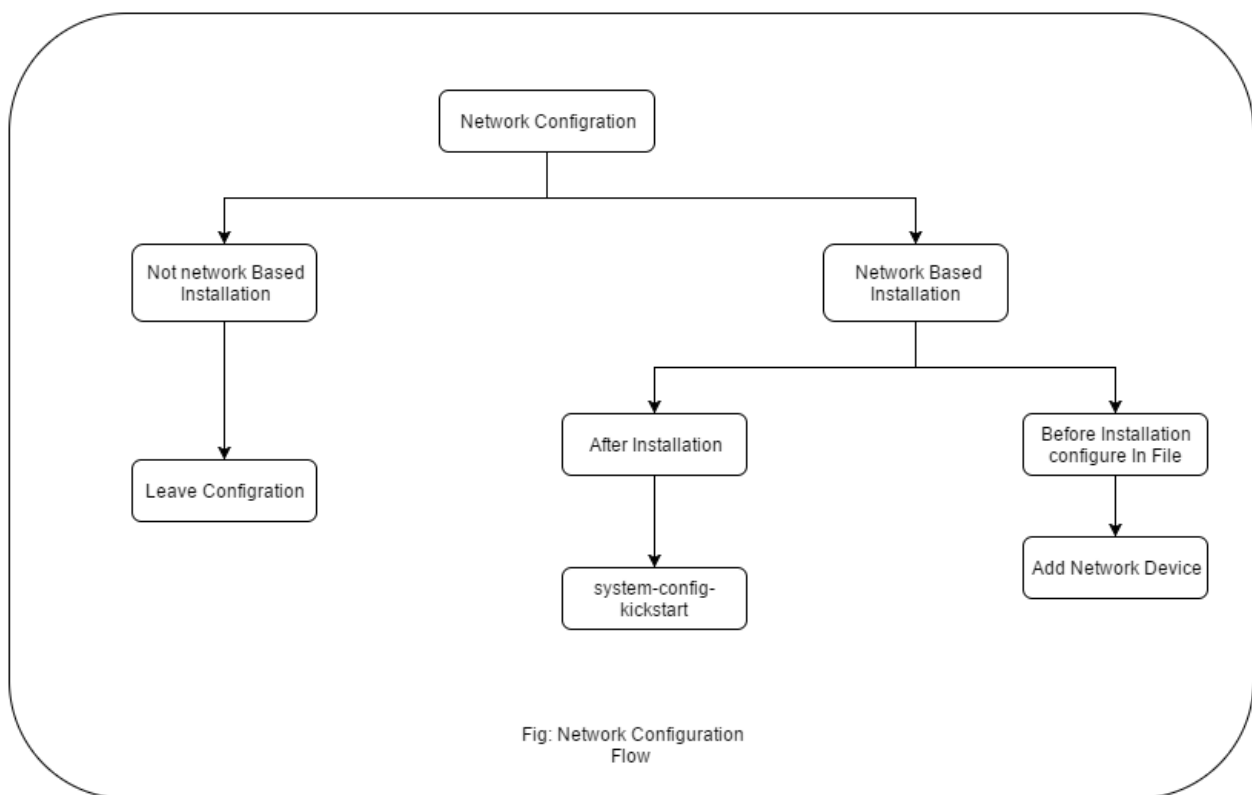 Network Configration
Not network Based
Installation
Network Based
Installation
After Installation
Before Installation
configure In File
Leave Configration
system-config-
kickstart
Add Network Device
Fig: Network Configuration
Flow